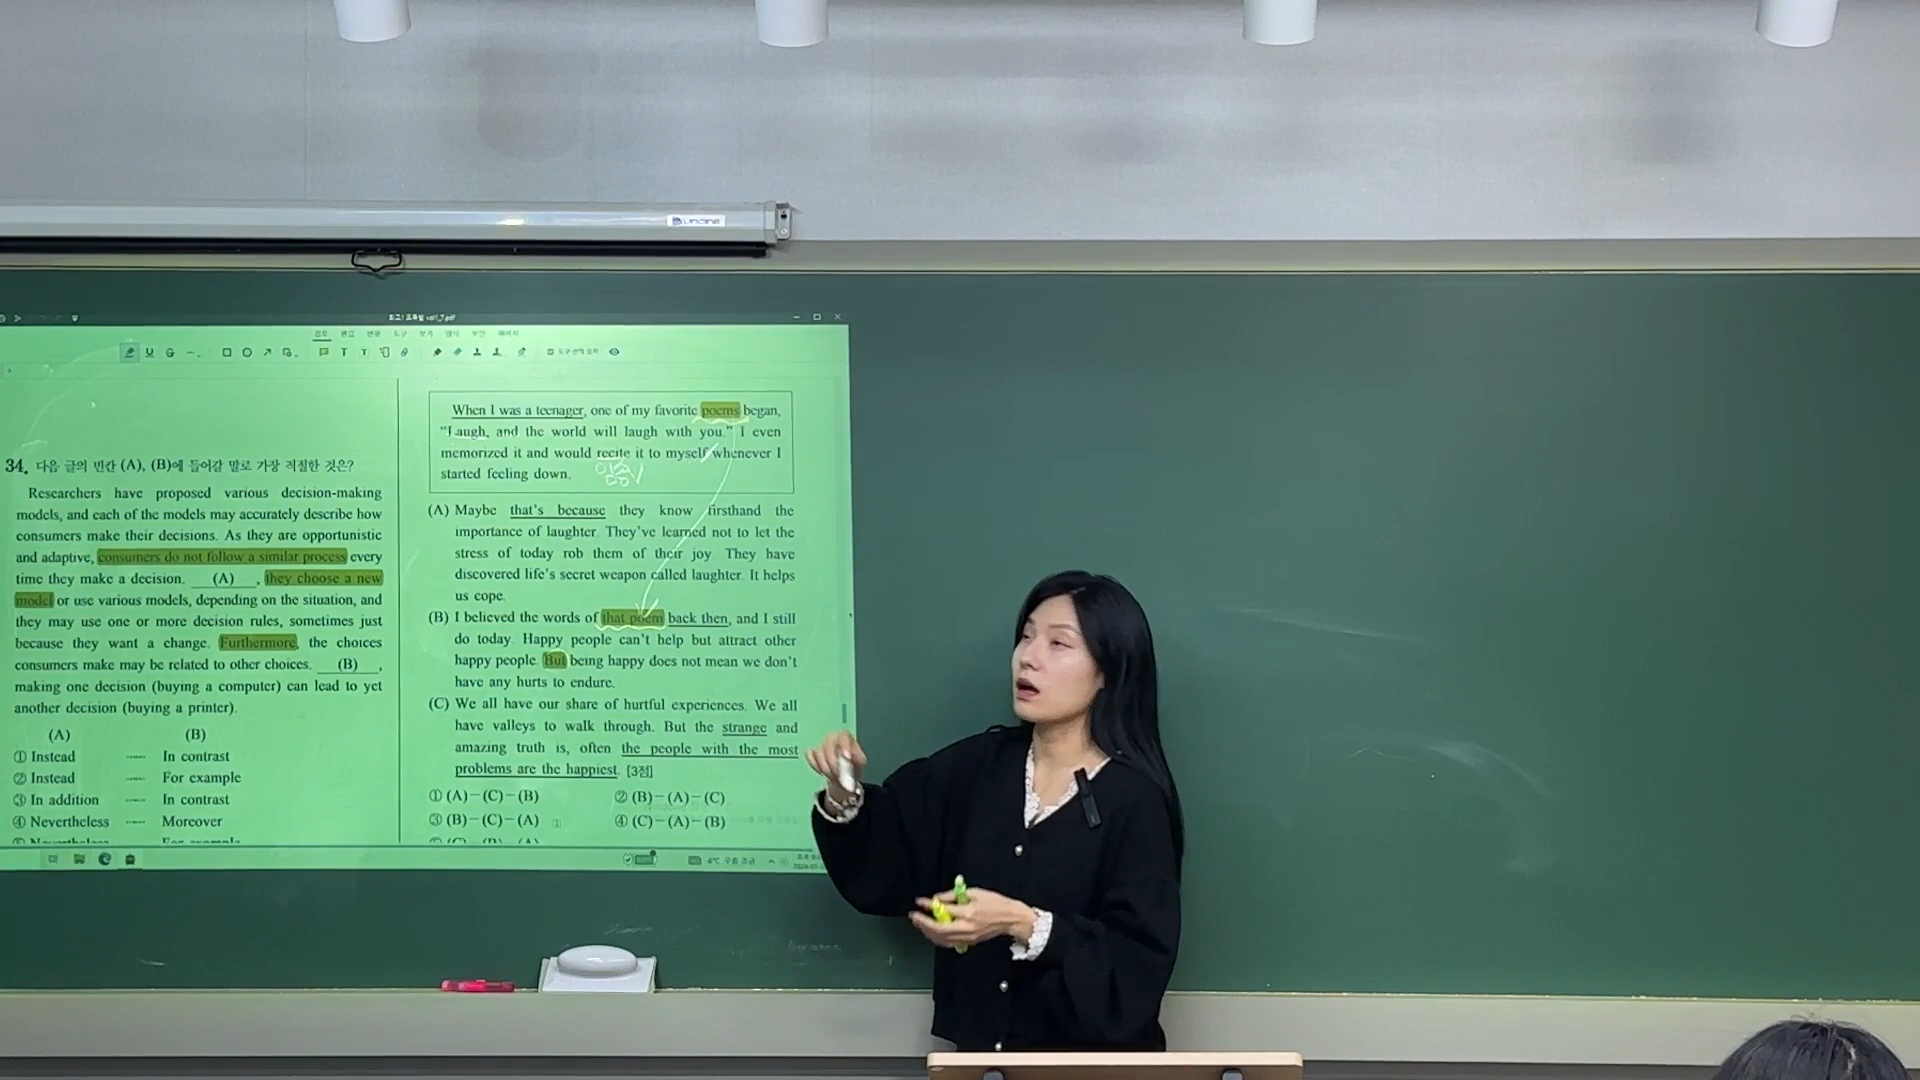 34. 다음 글의 빈칸 (A), (B)에 들어갈 말로 가장 적절한 것은?
Researchers have proposed various decision-making
models, and each of the models may accurately describe how
consumers make their decisions. As they are opportunistic
and adaptive, consumers do not follow a similar process every
time they make a decision. (A) , they choose a new
model or use various models, depending on the situation, and
they may use one or more decision rules, sometimes just
because they want a change. Furthermore, the choices
consumers make may be related to other choices. (B) ,
making one decision (buying a computer) can lead to yet
another decision (buying a printer).
(A) (B)
① Instead ······ In contrast
② Instead ······ For example
③ In addition ······ In contrast
④ Nevertheless ······ Moreover
⑤ Nevertheless ······ For example
When I was a teenager, one of my favorite poems began,
“Laugh, and the world will laugh with you.” I even
memorized it and would recite it to myself whenever I
started feeling down.
암송
(A) Maybe that's because they know firsthand the
importance of laughter. They've learned not to let the
stress of today rob them of their joy. They have
discovered life's secret weapon called laughter. It helps
us cope.
(B) I believed the words of that poem back then, and I still
do today. Happy people can't help but attract other
happy people. But being happy does not mean we don't
have any hurts to endure.
(C) We all have our share of hurtful experiences. We all
have valleys to walk through. But the strange and
amazing truth is, often the people with the most
problems are the happiest. [3점]
① (A)－(C)－(B) ② (B)－(A)－(C)
③ (B)－(C)－(A) ④ (C)－(A)－(B)
⑤ (C)－(B)－(A)